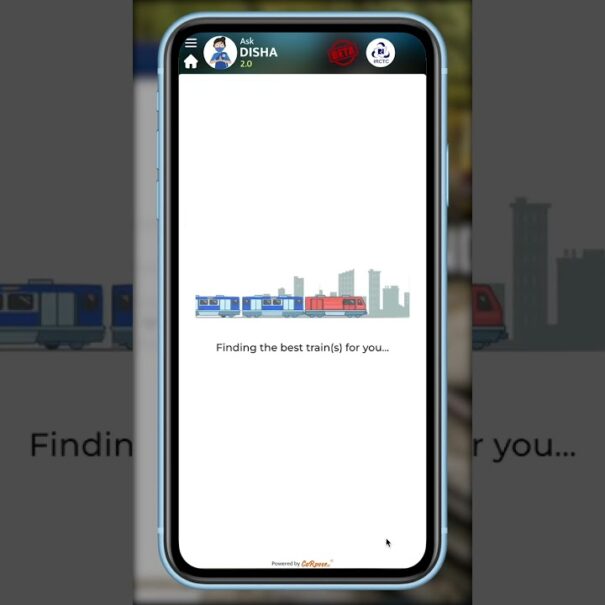 Ask
DISHA
2.0
BETA
IRCTC
Finding the best train(s) for you...
Powered by CoRover
Findin
r you...